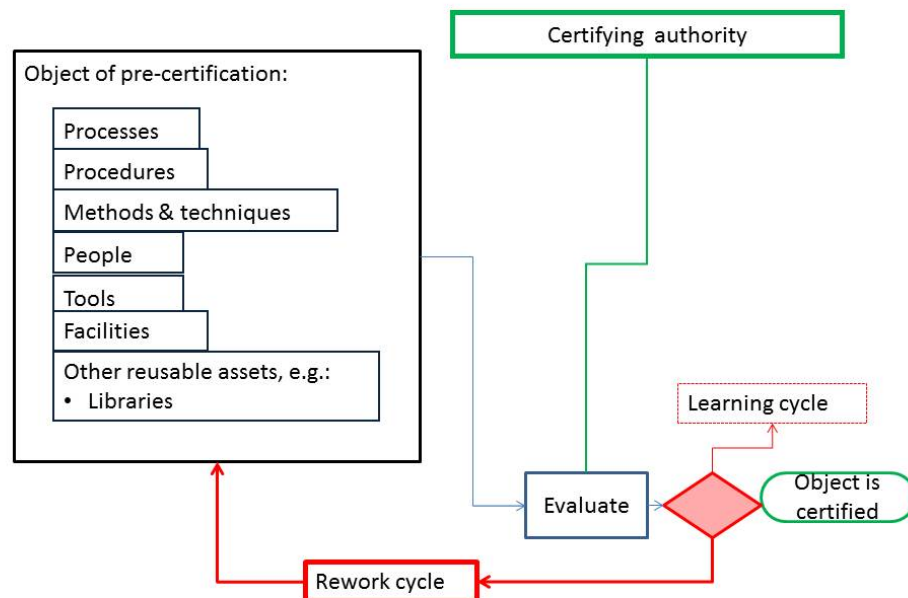 Certifying authority
Object of pre-certification:
Processes
Procedures
Methods & techniques
People
Tools
Facilities
Other reusable assets, e.g.:
• Libraries
Learning cycle
Evaluate
Object is
certified
Rework cycle